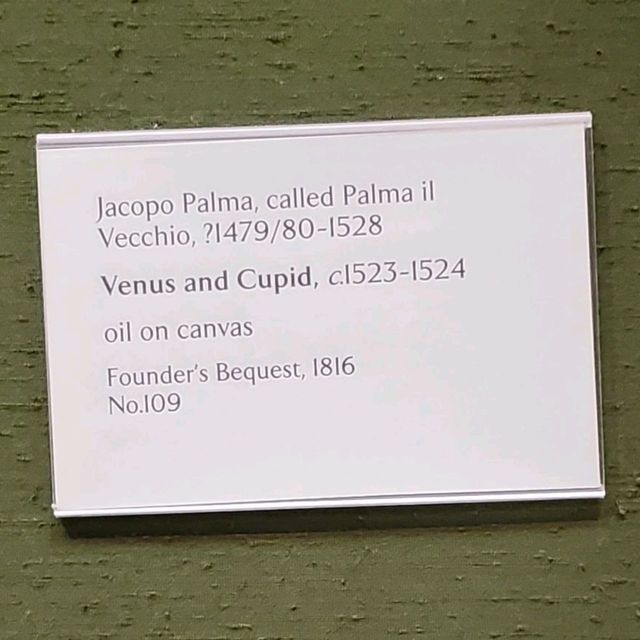 Jacopo Palma, called Palma il
Vecchio, ?1479/80-1528
Venus and Cupid, c.1523-1524
oil on canvas
Founder's Bequest, 1816
No.109